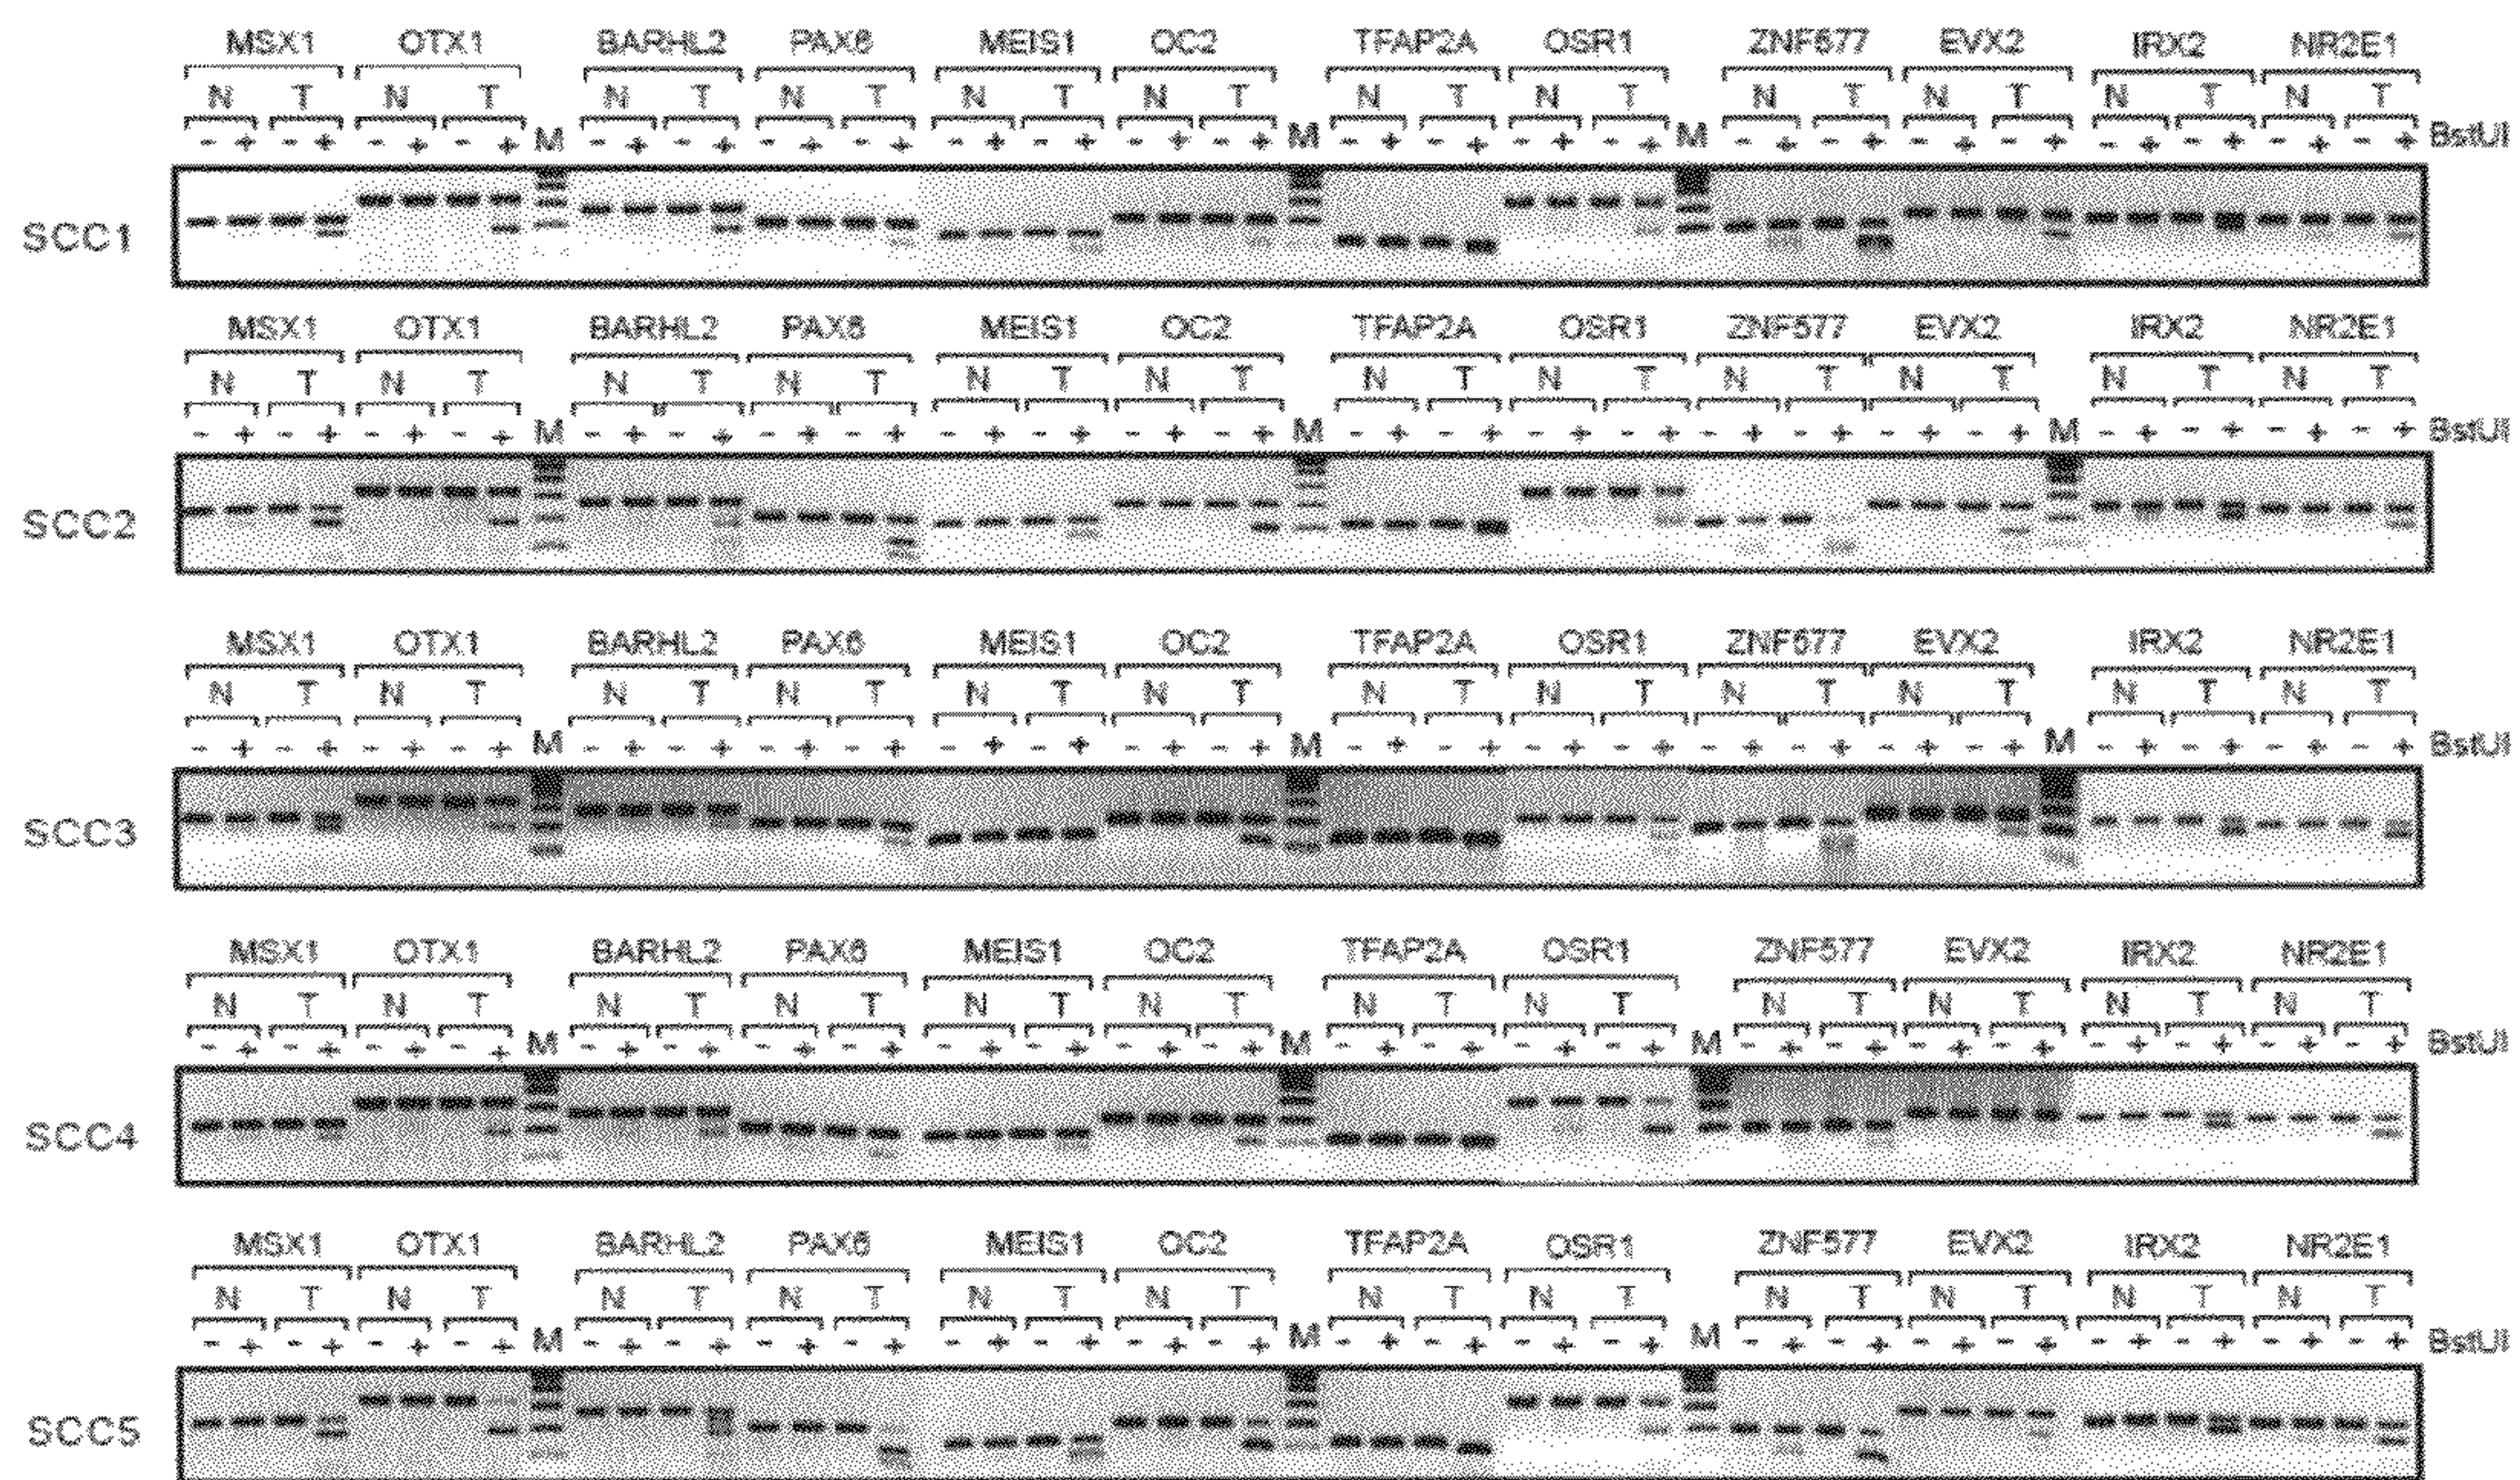 MSX1 OTX1 BARHL2 PAX6 MEIS1 OC2 TFAP2A OSR1 ZNF577 EVX2 IRX2 NR2E1
N T N T N T N T N T N T N T N T N T N T N T N T
- + - + - + - + M - + - + - + - + - + - + - + - + M - + - + - + - + M - + - + - + - + - + - + - + - + BstUI
SCC1
MSX1 OTX1 BARHL2 PAX6 MEIS1 OC2 TFAP2A OSR1 ZNF577 EVX2 IRX2 NR2E1
N T N T N T N T N T N T N T N T N T N T N T N T
- + - + - + - + M - + - + - + - + - + - + - + - + M - + - + - + - + - + - + - + - + M - + - + - + - + BstUI
SCC2
MSX1 OTX1 BARHL2 PAX6 MEIS1 OC2 TFAP2A OSR1 ZNF577 EVX2 IRX2 NR2E1
N T N T N T N T N T N T N T N T N T N T N T N T
- + - + - + - + M - + - + - + - + - + - + - + - + M - + - + - + - + - + - + - + - + M - + - + - + - + BstUI
SCC3
MSX1 OTX1 BARHL2 PAX6 MEIS1 OC2 TFAP2A OSR1 ZNF577 EVX2 IRX2 NR2E1
N T N T N T N T N T N T N T N T N T N T N T N T
- + - + - + - + M - + - + - + - + - + - + - + - + M - + - + - + - + M - + - + - + - + - + - + - + - + BstUI
SCC4
MSX1 OTX1 BARHL2 PAX6 MEIS1 OC2 TFAP2A OSR1 ZNF577 EVX2 IRX2 NR2E1
N T N T N T N T N T N T N T N T N T N T N T N T
- + - + - + - + M - + - + - + - + - + - + - + - + M - + - + - + - + M - + - + - + - + - + - + - + - + BstUI
SCC5